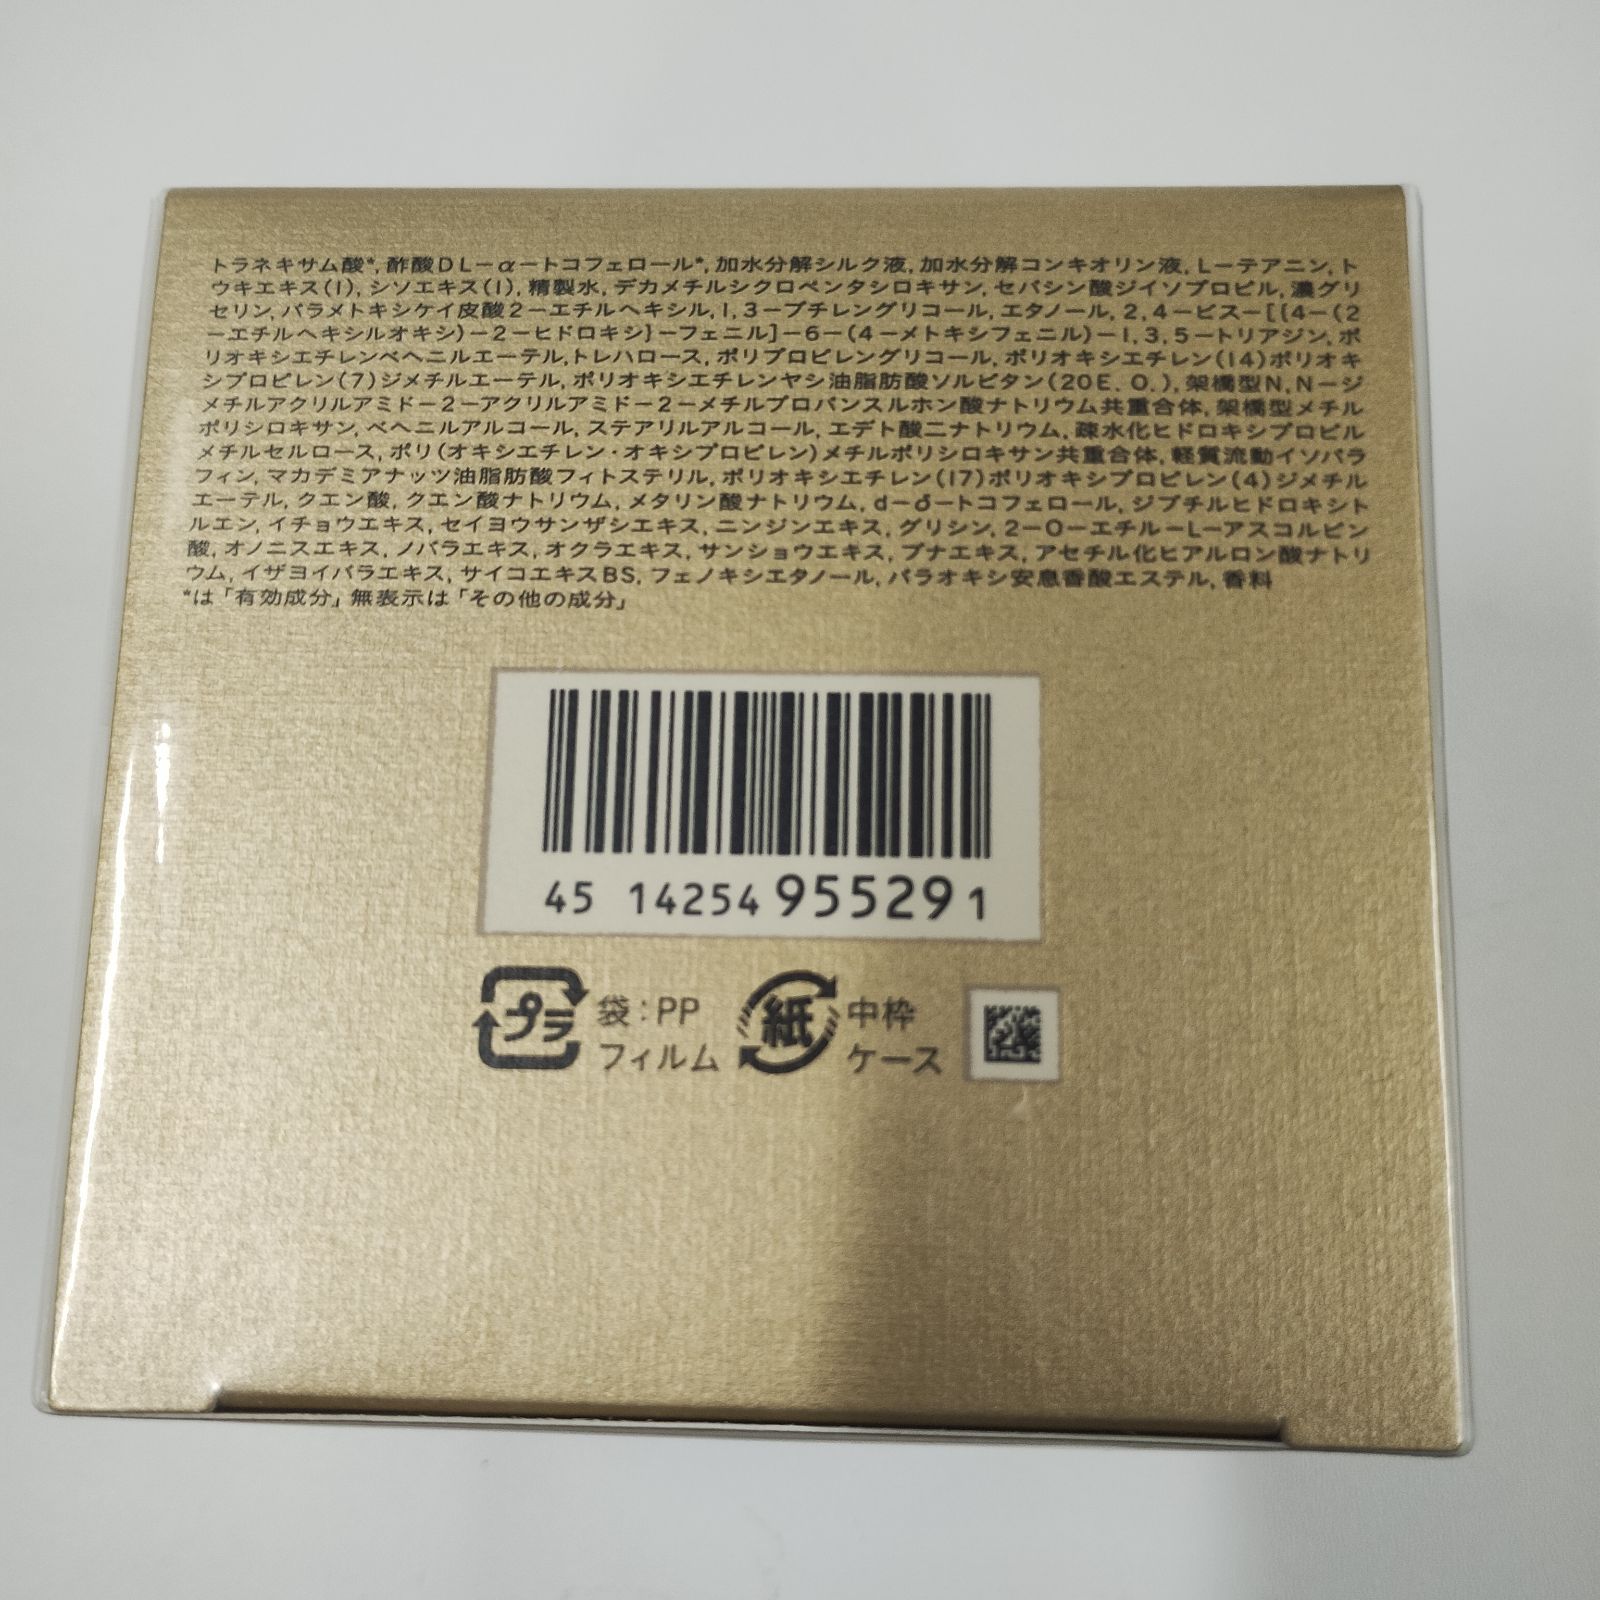 トラネキサム酸*, 酢酸DL－α－トコフェロール*, 加水分解シルク液, 加水分解コンキオリン液, L－テアニン, ト
ウキエキス(1), シソエキス(1), 精製水, デカメチルシクロペンタシロキサン, セバシン酸ジイソプロピル, 濃グリ
セリン, パラメトキシケイ皮酸2－エチルヘキシル, 1,3－ブチレングリコール, エタノール, 2,4－ビス－[{4－(2
－エチルヘキシルオキシ)－2－ヒドロキシ}－フェニル]－6－(4－メトキシフェニル)－1,3,5－トリアジン, ポ
リオキシエチレンベヘニルエーテル, トレハロース, ポリプロピレングリコール, ポリオキシエチレン(14)ポリオキ
シプロピレン(7)ジメチルエーテル, ポリオキシエチレンヤシ油脂肪酸ソルビタン(20E. O.), 架橋型N,N－ジ
メチルアクリルアミド－2－アクリルアミド－2－メチルプロパンスルホン酸ナトリウム共重合体, 架橋型メチル
ポリシロキサン, ベヘニルアルコール, ステアリルアルコール, エデト酸二ナトリウム, 疎水化ヒドロキシプロピル
メチルセルロース, ポリ(オキシエチレン・オキシプロピレン)メチルポリシロキサン共重合体, 軽質流動イソパラ
フィン, マカデミアナッツ油脂肪酸フィトステリル, ポリオキシエチレン(17)ポリオキシプロピレン(4)ジメチル
エーテル, クエン酸, クエン酸ナトリウム, メタリン酸ナトリウム, d－δ－トコフェロール, ジブチルヒドロキシト
ルエン, イチョウエキス, セイヨウサンザシエキス, ニンジンエキス, グリシン, 2－O－エチル－L－アスコルビン
酸, オノニスエキス, ノバラエキス, オクラエキス, サンショウエキス, ブナエキス, アセチル化ヒアルロン酸ナトリ
ウム, イザヨイバラエキス, サイコエキスBS, フェノキシエタノール, パラオキシ安息香酸エステル, 香料
*は「有効成分」無表示は「その他の成分」
45 14254 95529 1
プラ 袋：PP 紙 中枠
フィルム ケース